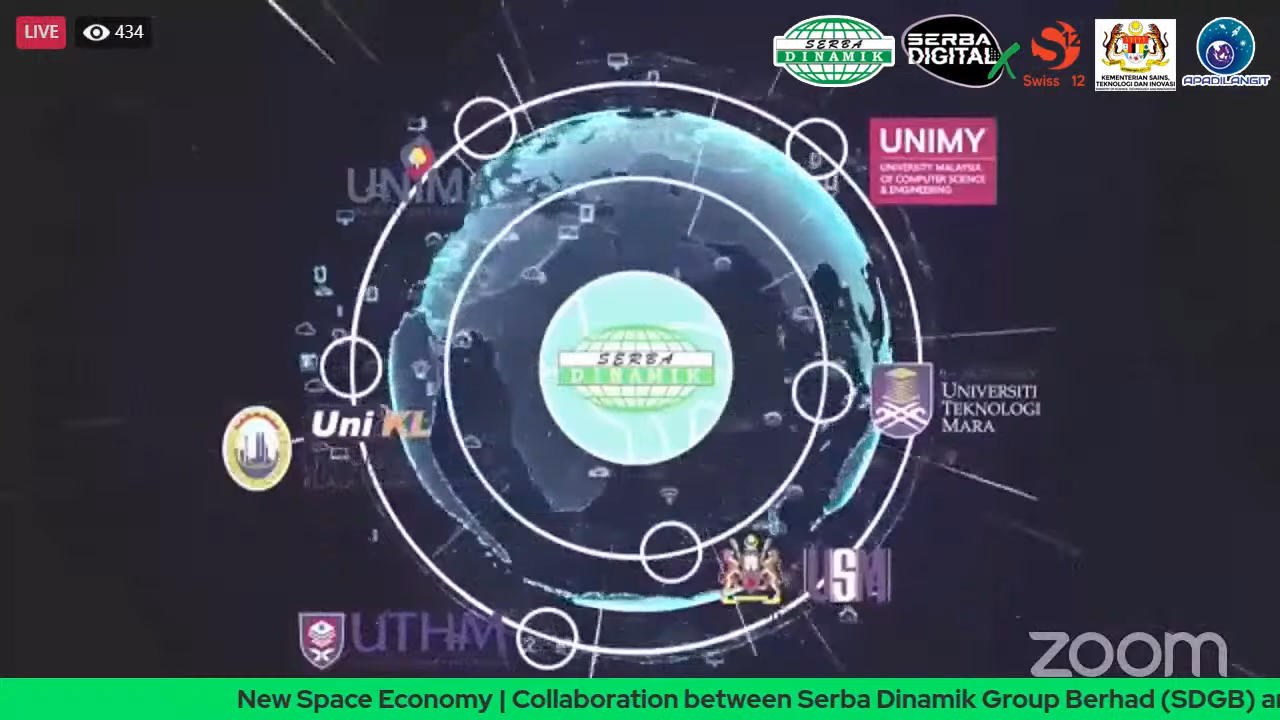 LIVE
434
SERBA
DINAMIK
SERBA
DIGITAL X
S12
Swiss 12
KEMENTERIAN SAINS,
TEKNOLOGI DAN INOVASI
APADILANGIT
UNIMY
UNIVERSITY MALAYSIA
OF COMPUTER SCIENCE
& ENGINEERING
UNIMA
SERBA
DINAMIK
UNIVERSITI
TEKNOLOGI
MARA
UniKL
USM
UTHM
zoom
New Space Economy | Collaboration between Serba Dinamik Group Berhad (SDGB) a